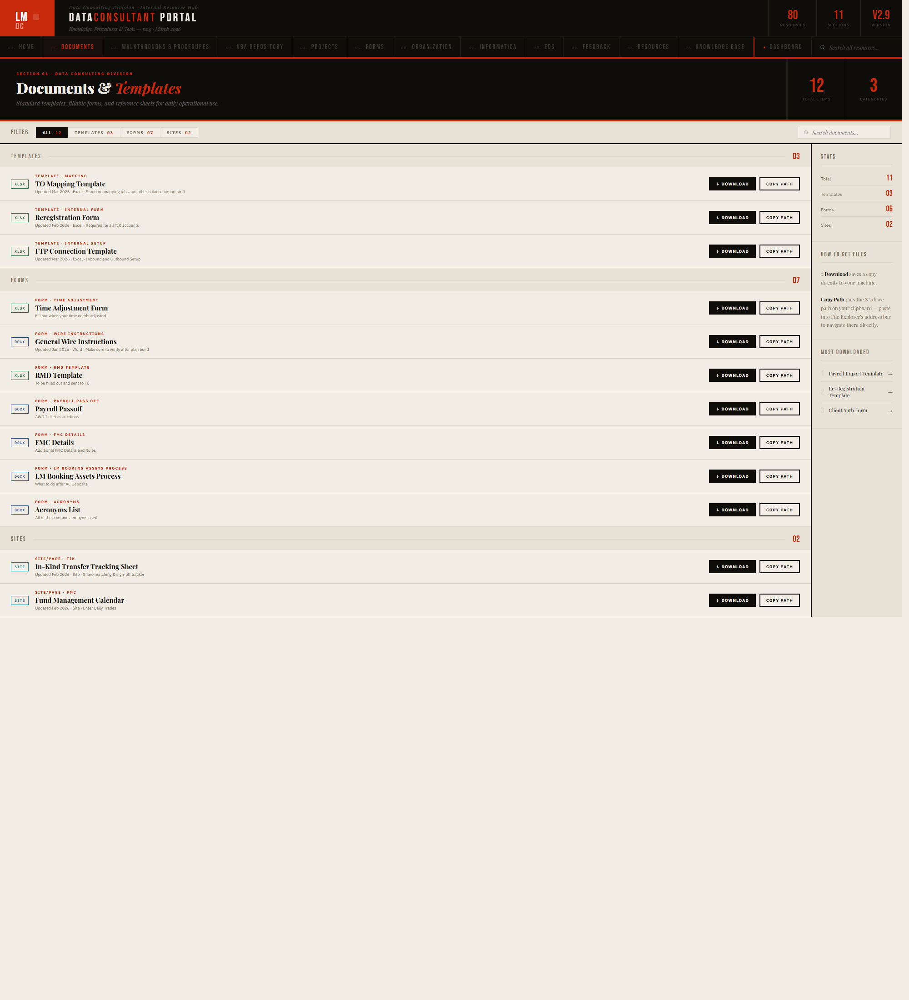 LM
DC
Data Consulting Division · Internal Resource Hub
DATACONSULTANT PORTAL
Knowledge, Procedures & Tools — v2.9 · March 2026
80
RESOURCES
11
SECTIONS
V2.9
VERSION
HOME
DOCUMENTS
WALKTHROUGHS & PROCEDURES
VBA REPOSITORY
PROJECTS
FORMS
ORGANIZATION
INFORMATICA
EDS
FEEDBACK
RESOURCES
KNOWLEDGE BASE
DASHBOARD
Search all resources...
SECTION 01 · DATA CONSULTING DIVISION
Documents & Templates
Standard templates, fillable forms, and reference sheets for daily operational use.
12
TOTAL ITEMS
3
CATEGORIES
FILTER
ALL 12
TEMPLATES 03
FORMS 07
SITES 02
Search documents...
TEMPLATES
03
XLSX
TEMPLATE · MAPPING
TO Mapping Template
Updated Mar 2026 · Excel · Standard mapping tabs and other balance import stuff
↓ DOWNLOAD
COPY PATH
XLSX
TEMPLATE · INTERNAL FORM
Reregistration Form
Updated Feb 2026 · Excel · Required for all TIK accounts
↓ DOWNLOAD
COPY PATH
XLSX
TEMPLATE · INTERNAL SETUP
FTP Connection Template
Updated Mar 2026 · Excel · Inbound and Outbound Setup
↓ DOWNLOAD
COPY PATH
FORMS
07
XLSX
FORM · TIME ADJUSTMENT
Time Adjustment Form
Fill out when your time needs adjusted
↓ DOWNLOAD
COPY PATH
DOCX
FORM · WIRE INSTRUCTIONS
General Wire Instructions
Updated Jan 2026 · Word · Make sure to verify after plan build
↓ DOWNLOAD
COPY PATH
XLSX
FORM · RMD TEMPLATE
RMD Template
To be filled out and sent to TC
↓ DOWNLOAD
COPY PATH
DOCX
FORM · PAYROLL PASS OFF
Payroll Passoff
AWD Ticket instructions
↓ DOWNLOAD
COPY PATH
DOCX
FORM · FMC DETAILS
FMC Details
Additional FMC Details and Rules
↓ DOWNLOAD
COPY PATH
DOCX
FORM · LM BOOKING ASSETS PROCESS
LM Booking Assets Process
What to do after AE Deposits
↓ DOWNLOAD
COPY PATH
DOCX
FORM · ACRONYMS
Acronyms List
All of the common acronyms used
↓ DOWNLOAD
COPY PATH
SITES
02
SITE
SITE/PAGE · TIK
In-Kind Transfer Tracking Sheet
Updated Feb 2026 · Site · Share matching & sign-off tracker
↓ DOWNLOAD
COPY PATH
SITE
SITE/PAGE · FMC
Fund Management Calendar
Updated Feb 2026 · Site · Enter Daily Trades
↓ DOWNLOAD
COPY PATH
STATS
Total 11
Templates 03
Forms 06
Sites 02
HOW TO GET FILES
↓ Download saves a copy
directly to your machine.
Copy Path puts the S:\ drive
path on your clipboard — paste
into File Explorer's address bar
to navigate there directly.
MOST DOWNLOADED
1 Payroll Import Template →
2 Re-Registration
Template →
3 Client Auth Form →